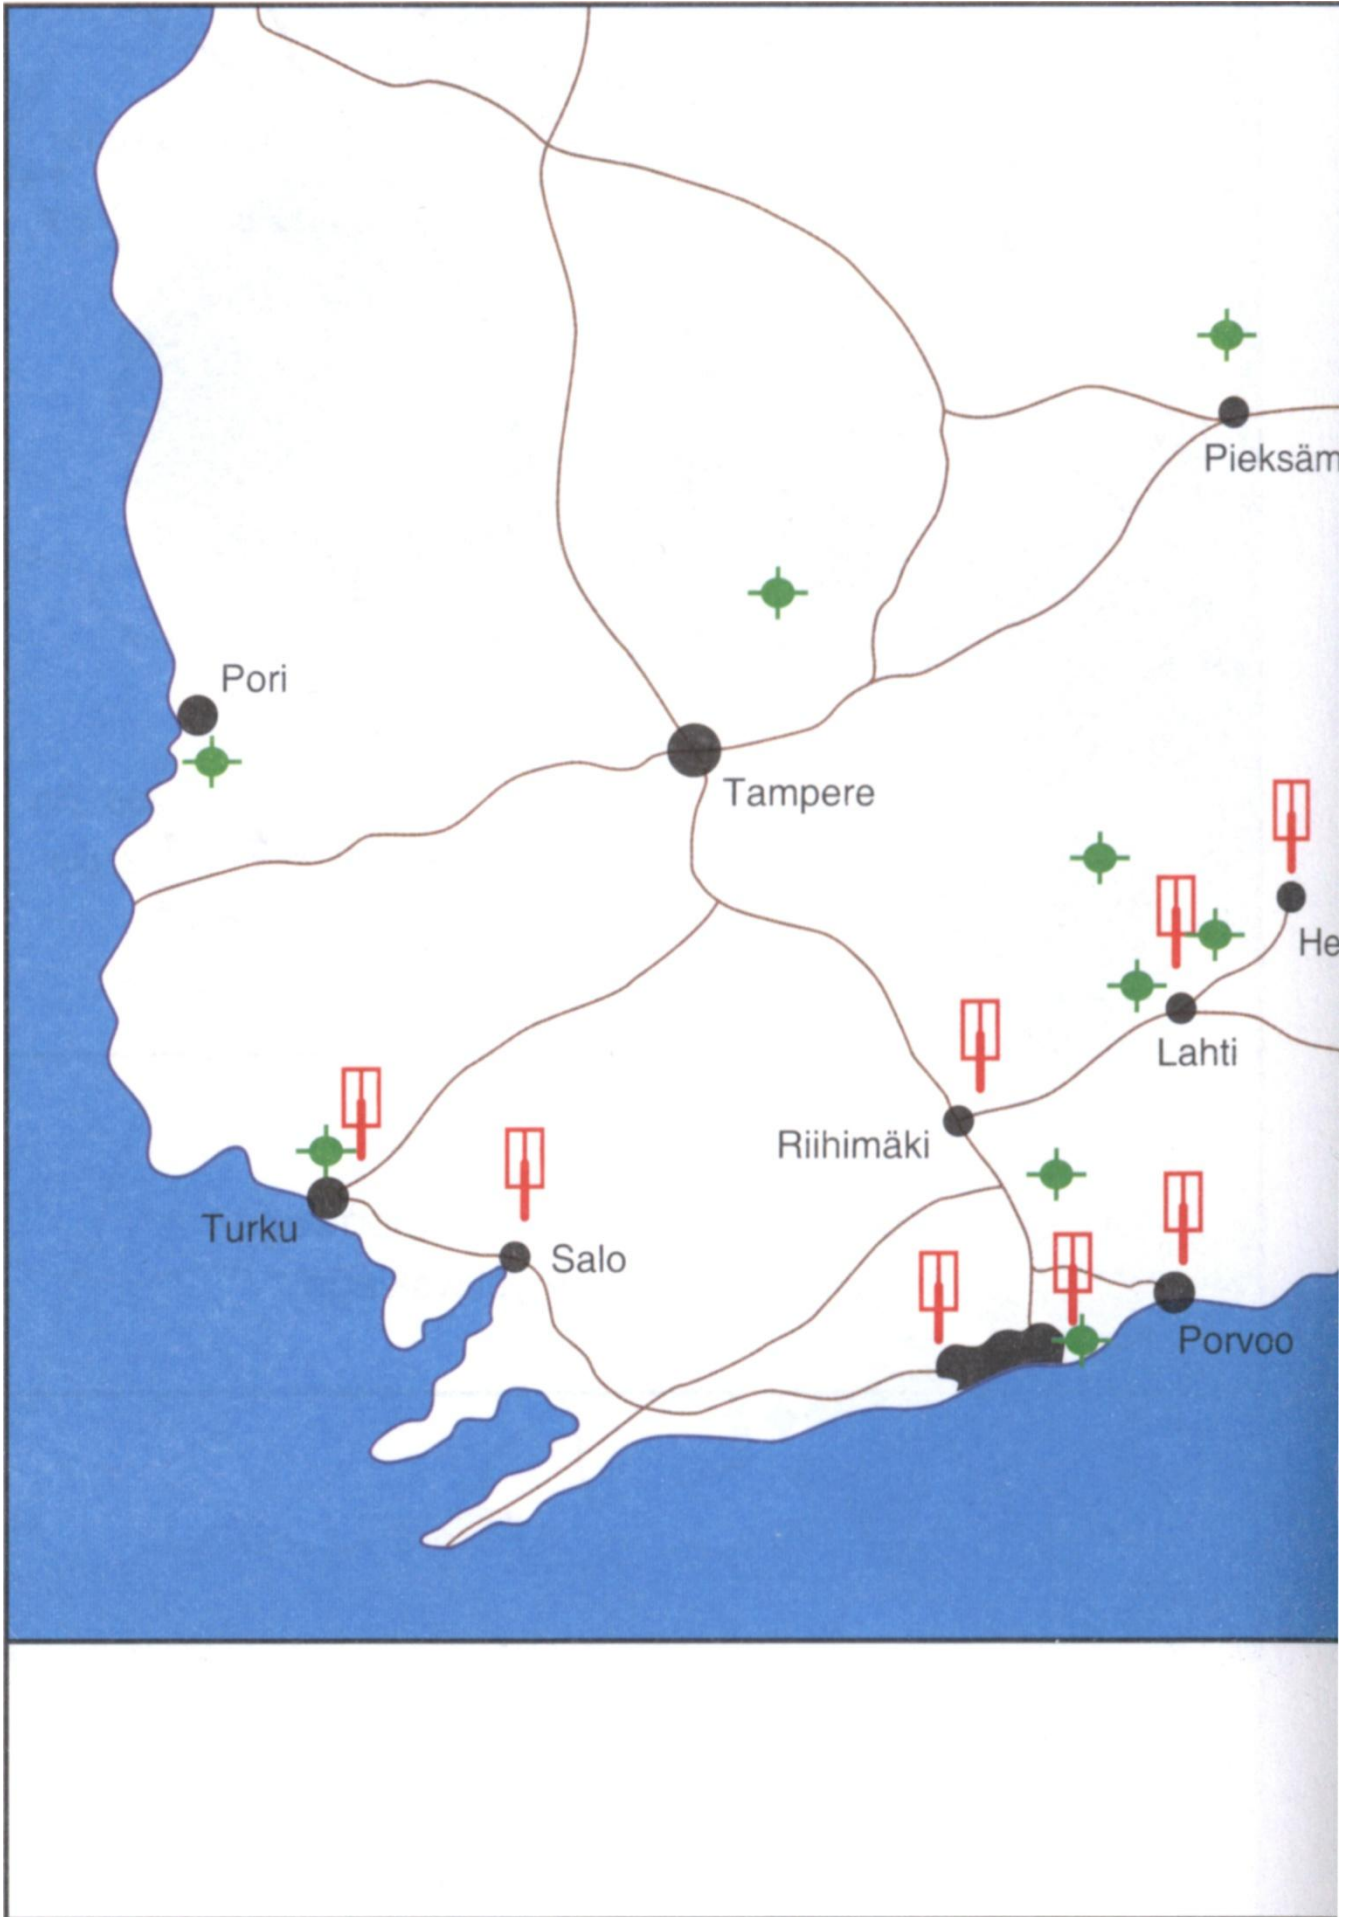 Pieksäm
Pori
Tampere
He
Lahti
Riihimäki
Turku
Salo
Porvoo